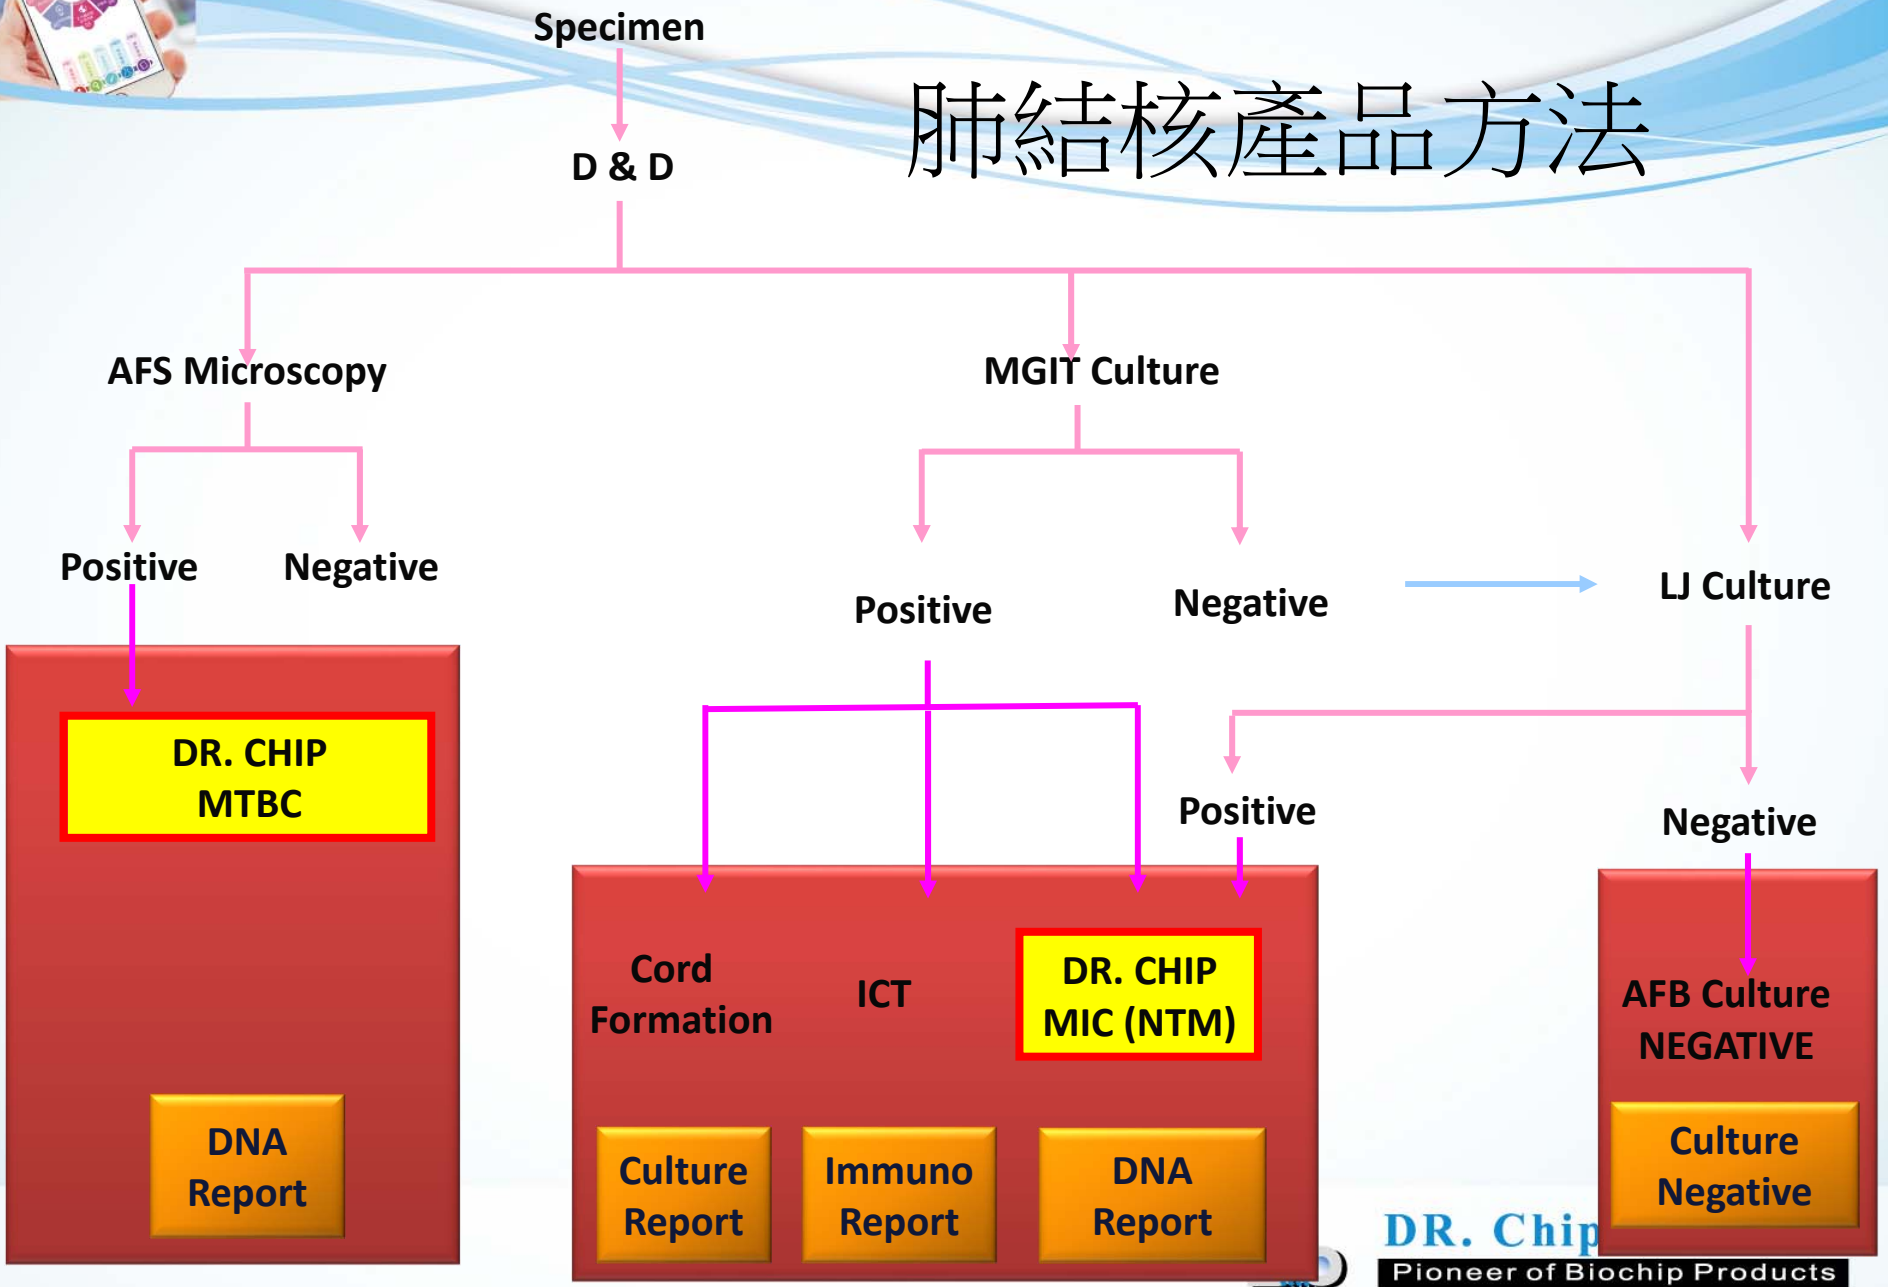 Specimen
肺結核產品方法
D & D
AFS Microscopy
MGIT Culture
Positive
Negative
Positive
Negative
LJ Culture
DR. CHIP
MTBC
Positive
Negative
Cord
Formation
ICT
DR. CHIP
MIC (NTM)
AFB Culture
NEGATIVE
DNA
Report
Culture
Report
Immuno
Report
DNA
Report
Culture
Negative
DR. Chip
Pioneer of Biochip Products